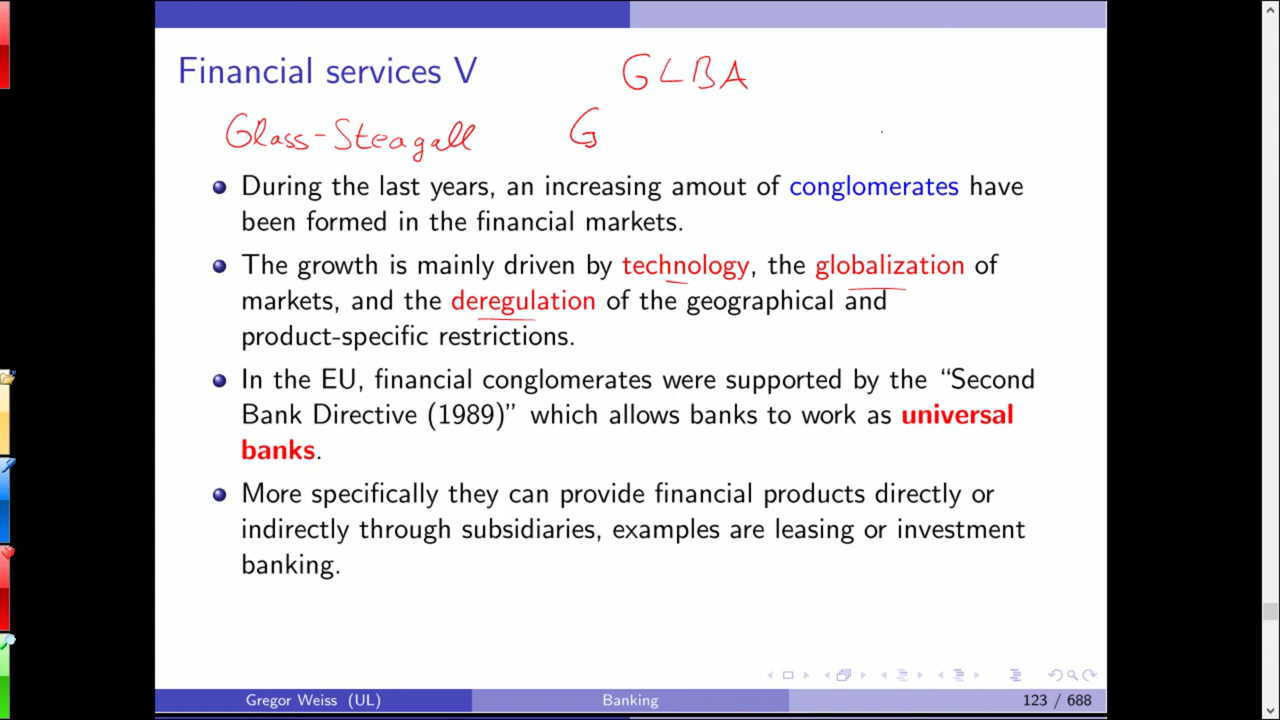 Financial services V
GLBA
Glass-Steagall G
During the last years, an increasing amout of conglomerates have
been formed in the financial markets.
The growth is mainly driven by technology, the globalization of
markets, and the deregulation of the geographical and
product-specific restrictions.
In the EU, financial conglomerates were supported by the “Second
Bank Directive (1989)” which allows banks to work as universal
banks.
More specifically they can provide financial products directly or
indirectly through subsidiaries, examples are leasing or investment
banking.
Gregor Weiss (UL) Banking 123 / 688